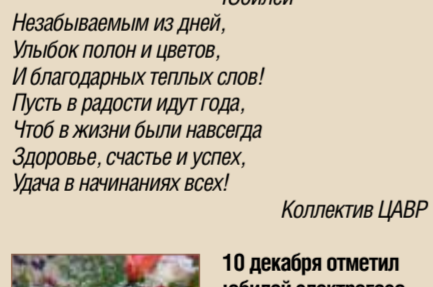 Незабываемым из дней,
Улыбок полон и цветов,
И благодарных теплых слов!
Пусть в радости идут года,
Чтоб в жизни были навсегда
Здоровье, счастье и успех,
Удача в начинаниях всех!
Коллектив ЦАВР
10 декабря отметил